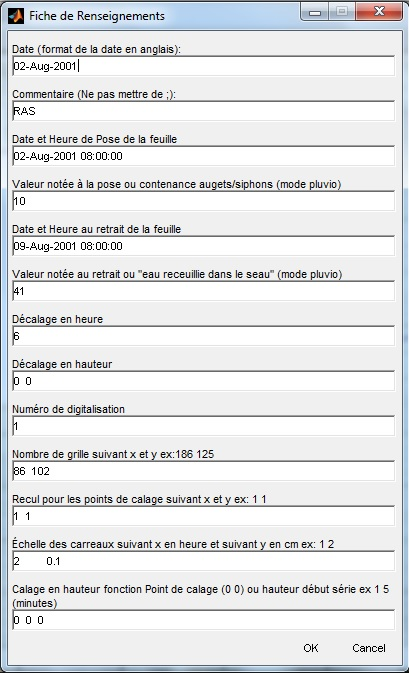 Fiche de Renseignements
Date (format de la date en anglais):
02-Aug-2001
Commentaire (Ne pas mettre de ;):
RAS
Date et Heure de Pose de la feuille
02-Aug-2001 08:00:00
Valeur notée à la pose ou contenance augets/siphons (mode pluvio)
10
Date et Heure au retrait de la feuille
09-Aug-2001 08:00:00
Valeur notée au retrait ou "eau receuillie dans le seau" (mode pluvio)
41
Décalage en heure
6
Décalage en hauteur
0 0
Numéro de digitalisation
1
Nombre de grille suivant x et y ex:186 125
86 102
Recul pour les points de calage suivant x et y ex: 1 1
1 1
Échelle des carreaux suivant x en heure et suivant y en cm ex: 1 2
2 0.1
Calage en hauteur fonction Point de calage (0 0) ou hauteur début série ex 1 5
(minutes)
0 0 0
OK Cancel